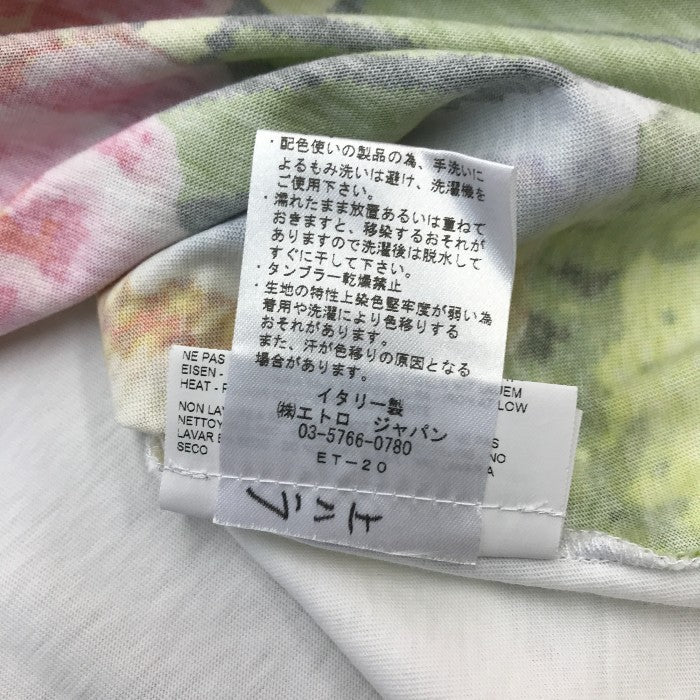 ・配色使いの製品の為、手洗いに
よるもみ洗いは避け、洗濯機を
ご使用下さい。
・濡れたまま放置あるいは重ねて
おきますと、移染するおそれが
ありますので洗濯後は脱水して
すぐに干して下さい。
・タンブラー乾燥禁止
・生地の特性上染色堅牢度が弱い為
着用や洗濯により色移りする
おそれがあります。
また、汗が色移りの原因となる
場合があります。
イタリー製
㈱エトロ ジャパン
03-5766-0780
ET-20
NE PAS
EISEN -
HEAT -
NON LAV
NETTOY
LAVAR
SECO
UEM
LOW
S
NO
A